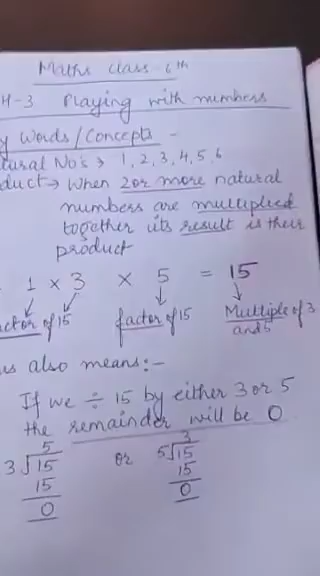 Maths Class-6th
H-3 Playing with numbers
y Words/Concepts -
tural No's → 1, 2, 3, 4, 5, 6
duct → When 2 or more natural
numbers are multiplied
together its result is their
product
1 × 3 × 5 = 15
actor of 15 factor of 15 Multiple of 3
and 5
is also means:-
If we ÷ 15 by either 3 or 5
the remainder will be 0
5 3
3√15 or 5√15
15 15
0 0